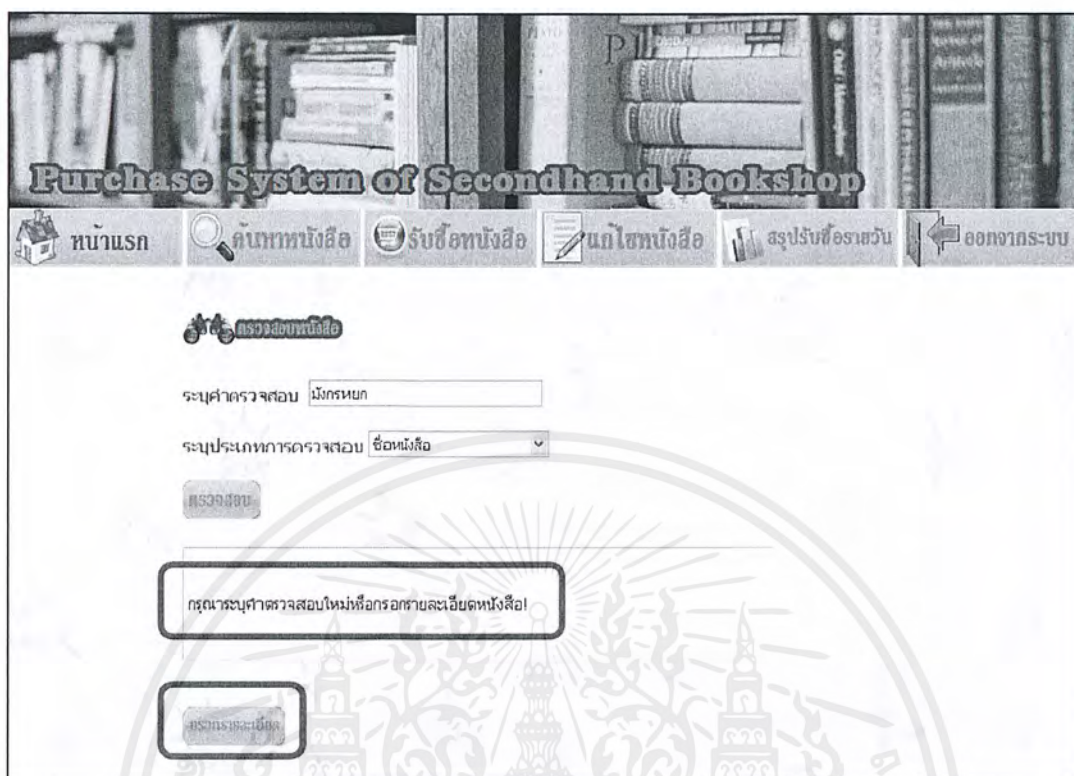 Purchase System of Secondhand Bookshop
หน้าแรก ค้นหาหนังสือ รับซื้อหนังสือ แก้ไขหนังสือ สรุปรับซื้อรายวัน ออกจากระบบ
ตรวจสอบหนังสือ
ระบุคำตรวจสอบ มังกรหยก
ระบุประเภทการตรวจสอบ ชื่อหนังสือ
ตรวจสอบ
กรุณาระบุคำตรวจสอบใหม่หรือกรอกรายละเอียดหนังสือ!
กรอกรายละเอียด